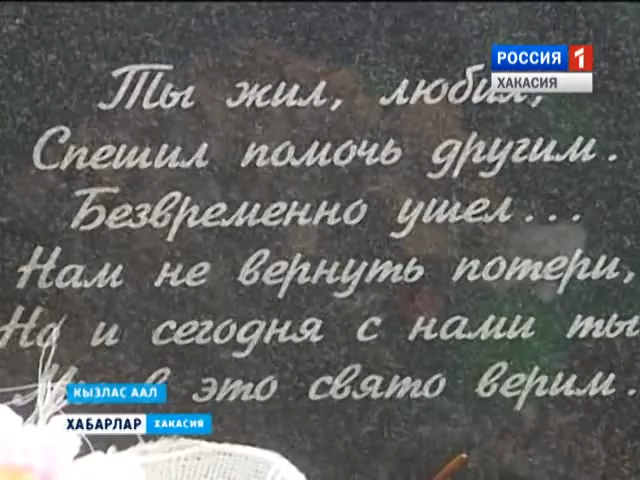 РОССИЯ 1
ХАКАСИЯ
Ты жил, любил,
Спешил помочь другим.
Безвременно ушел...
Нам не вернуть потери,
Но и сегодня с нами ты
в это свято верим.
КЫЗЛАС ААЛ
ХАБАРЛАР ХАКАСИЯ